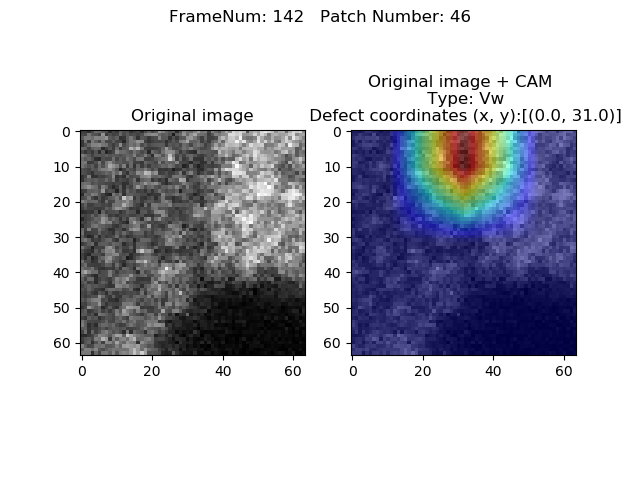 FrameNum: 142   Patch Number: 46
Original image
Original image + CAM
Type: Vw
Defect coordinates (x, y):[(0.0, 31.0)]
0
10
20
30
40
50
60
0 20 40 60
0
10
20
30
40
50
60
0 20 40 60